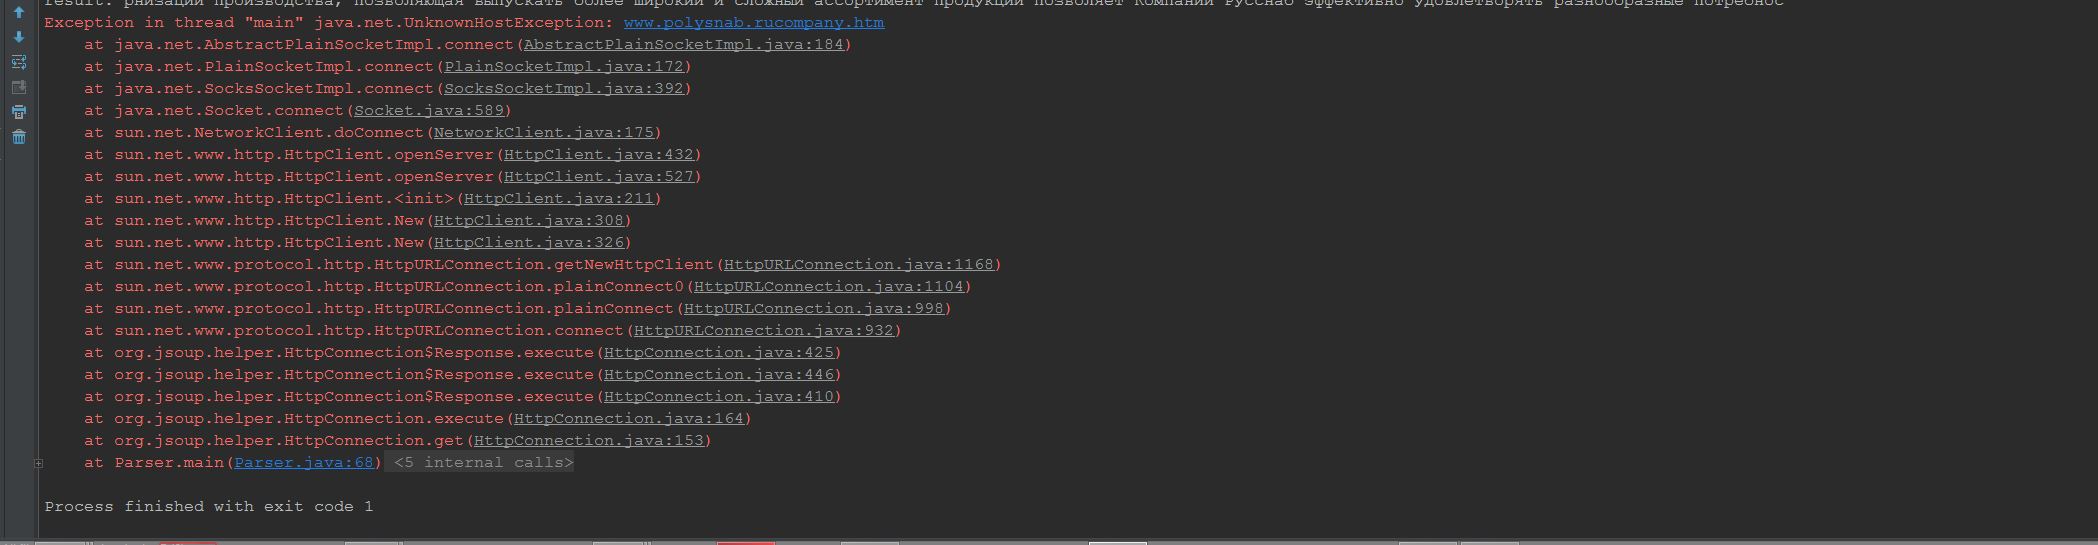 result: рнизации производства, позволяющая выпускать более широкий и сложный ассортимент продукции позволяет Компании Русснаб эффективно удовлетворять разнообразные потребнос
Exception in thread "main" java.net.UnknownHostException: www.polysnab.rucompany.htm
at java.net.AbstractPlainSocketImpl.connect(AbstractPlainSocketImpl.java:184)
at java.net.PlainSocketImpl.connect(PlainSocketImpl.java:172)
at java.net.SocksSocketImpl.connect(SocksSocketImpl.java:392)
at java.net.Socket.connect(Socket.java:589)
at sun.net.NetworkClient.doConnect(NetworkClient.java:175)
at sun.net.www.http.HttpClient.openServer(HttpClient.java:432)
at sun.net.www.http.HttpClient.openServer(HttpClient.java:527)
at sun.net.www.http.HttpClient.<init>(HttpClient.java:211)
at sun.net.www.http.HttpClient.New(HttpClient.java:308)
at sun.net.www.http.HttpClient.New(HttpClient.java:326)
at sun.net.www.protocol.http.HttpURLConnection.getNewHttpClient(HttpURLConnection.java:1168)
at sun.net.www.protocol.http.HttpURLConnection.plainConnect0(HttpURLConnection.java:1104)
at sun.net.www.protocol.http.HttpURLConnection.plainConnect(HttpURLConnection.java:998)
at sun.net.www.protocol.http.HttpURLConnection.connect(HttpURLConnection.java:932)
at org.jsoup.helper.HttpConnection$Response.execute(HttpConnection.java:425)
at org.jsoup.helper.HttpConnection$Response.execute(HttpConnection.java:446)
at org.jsoup.helper.HttpConnection$Response.execute(HttpConnection.java:410)
at org.jsoup.helper.HttpConnection.execute(HttpConnection.java:164)
at org.jsoup.helper.HttpConnection.get(HttpConnection.java:153)
at Parser.main(Parser.java:68) <5 internal calls>
Process finished with exit code 1